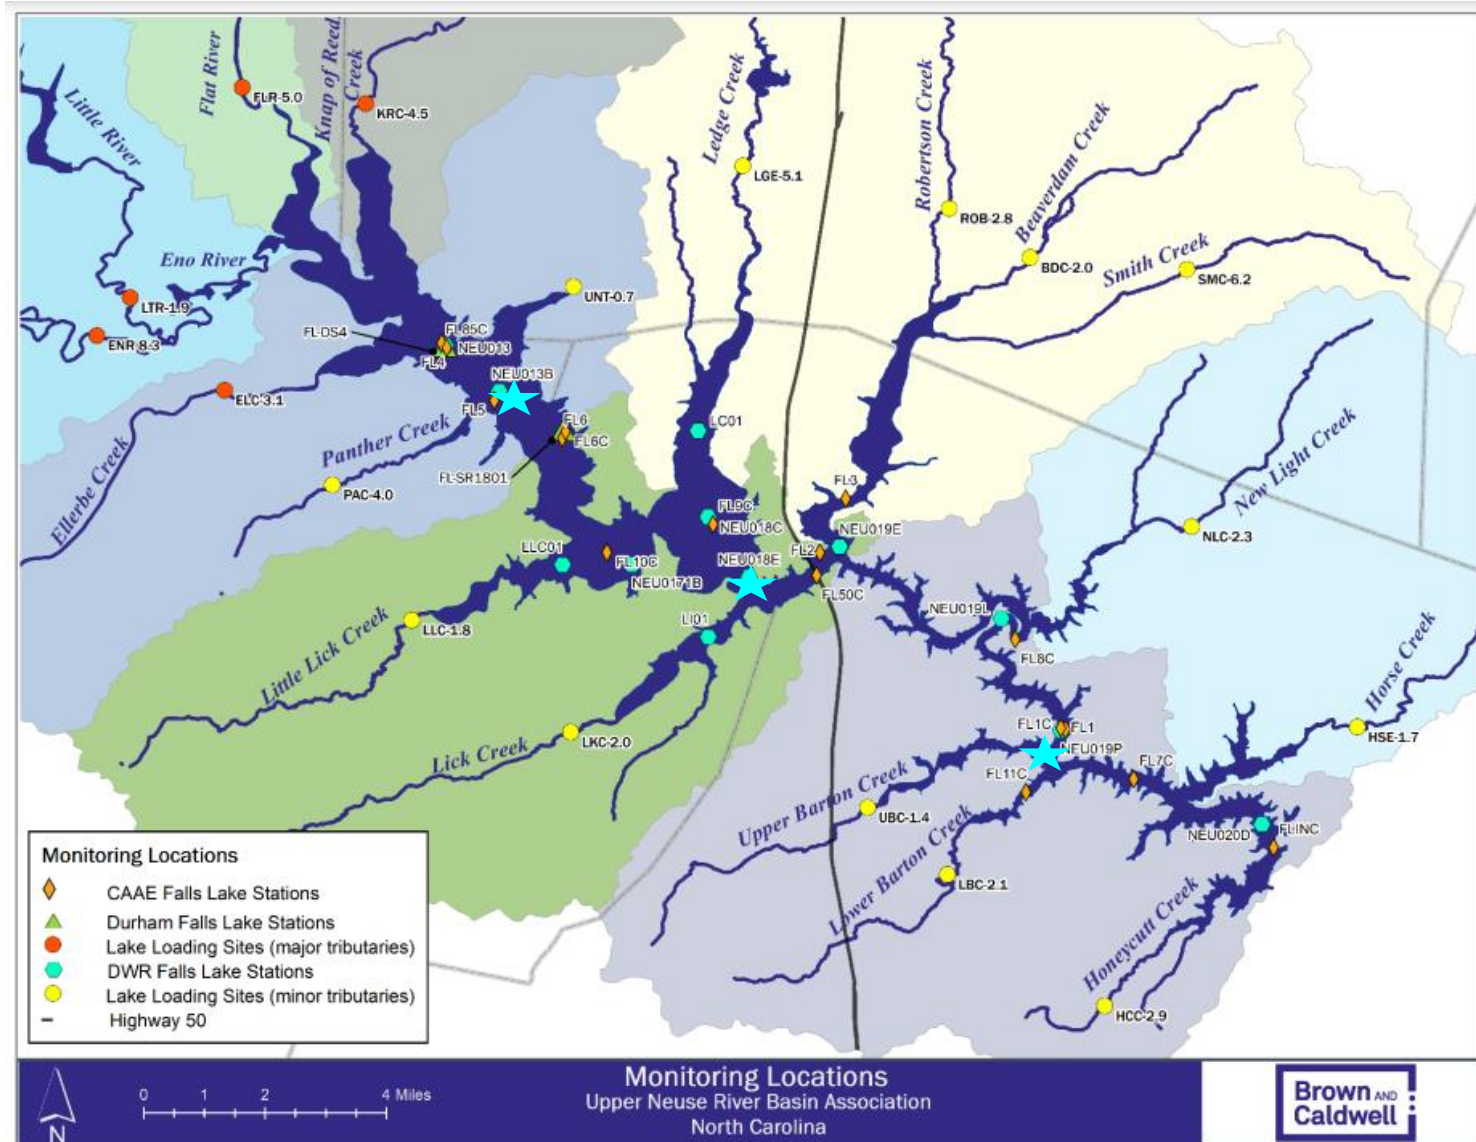 Flat River
Knap of Reed
Creek
Little River
FLR-5.0
KRC-4.5
Ledge Creek
LGE-5.1
Robertson Creek
ROB-2.8
Beaverdam Creek
BDC-2.0
Smith Creek
SMC-6.2
Eno River
UNT-0.7
LTR-1.9
ENR-8.3
FL-DS4
FL85C
NEU013
FL4
NEU013B
ELC-3.1
FL5
FL6
FL6C
LC01
Panther Creek
FL-SR1801
PAC-4.0
Ellerbe Creek
FL3
New Light Creek
FL9C
NEU018C
NEU019E
NLC-2.3
LLC01
FL10C
NEU018E
FL2
NEU0171B
FL50C
NEU019L
LI01
LLC-1.8
Little Lick Creek
FL8C
Horse Creek
FL1C
FL1
HSE-1.7
LKC-2.0
Lick Creek
NEU019P
FL7C
FL11C
Upper Barton Creek
UBC-1.4
NEU020D
FLINC
Lower Barton Creek
LBC-2.1
Honeycutt Creek
HCC-2.9
Monitoring Locations
CAAE Falls Lake Stations
Durham Falls Lake Stations
Lake Loading Sites (major tributaries)
DWR Falls Lake Stations
Lake Loading Sites (minor tributaries)
Highway 50
N
0 1 2 4 Miles
Monitoring Locations
Upper Neuse River Basin Association
North Carolina
Brown AND
Caldwell